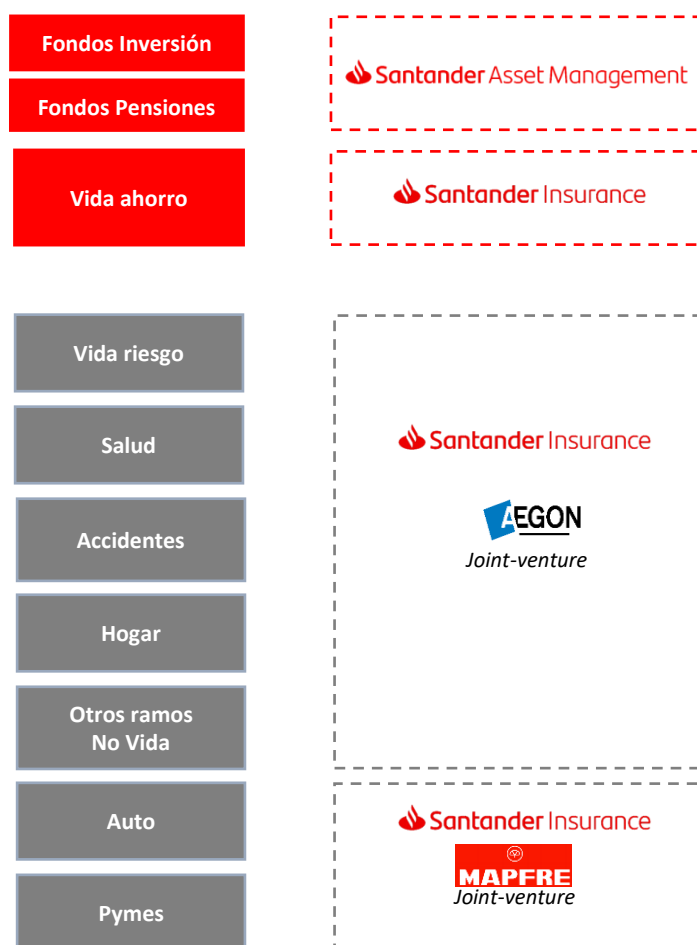 Fondos Inversión
Santander Asset Management
Fondos Pensiones
Vida ahorro
Santander Insurance
Vida riesgo
Salud
Santander Insurance
Accidentes
AEGON
Joint-venture
Hogar
Otros ramos
No Vida
Auto
Santander Insurance
MAPFRE
Joint-venture
Pymes